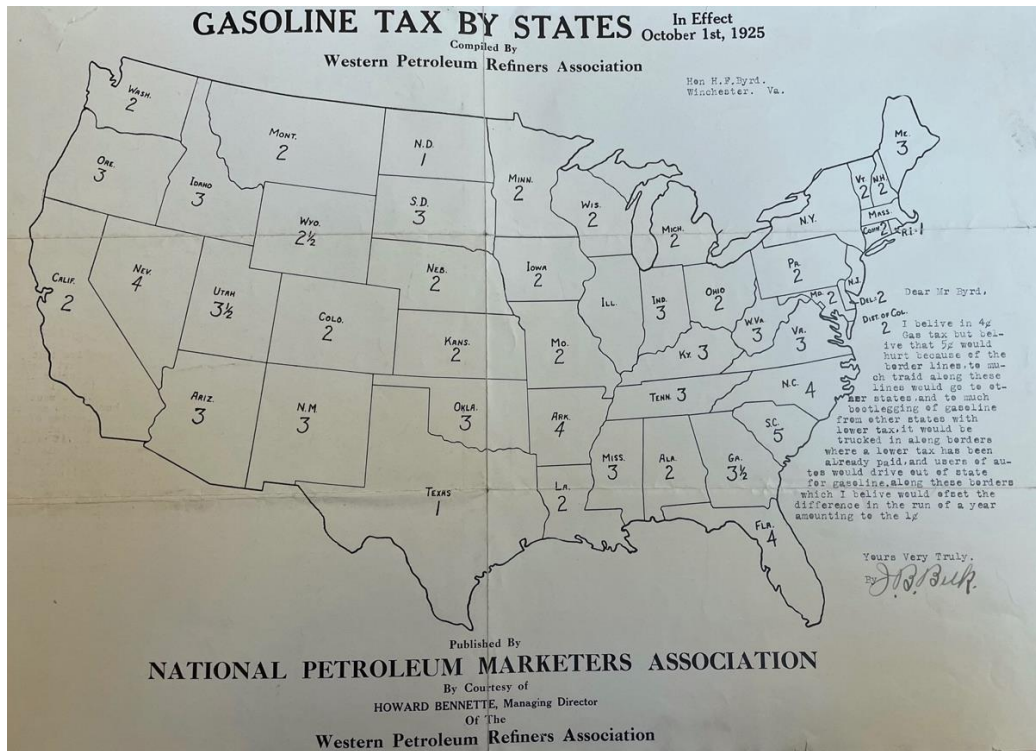 GASOLINE TAX BY STATES
In Effect
October 1st, 1925
Compiled By
Western Petroleum Refiners Association
Hon H.F.Byrd.
Winchester. Va.
WASH.
2
ORE.
3
IDAHO
3
MONT.
2
N.D.
1
S.D.
3
WYO.
2½
MINN.
2
WIS.
2
MICH.
2
ME.
3
VT.
2
N.H.
2
N.Y.
MASS.
CONN 2
R.I-1
CALIF.
2
NEV.
4
UTAH
3½
COLO.
2
NEB.
2
KANS.
2
IOWA
2
MO.
2
ILL.
IND.
3
OHIO
2
PA.
2
N.J.
MD. 2
DEL-2
DIST. OF COL.
2
W.VA
3
VA.
3
KY. 3
TENN. 3
N.C. 4
S.C.
5
ARIZ.
3
N.M.
3
OKLA.
3
ARK.
4
TEXAS
1
LA.
2
MISS.
3
ALA.
2
GA.
3½
FLA.
4
Dear Mr Byrd,
I belive in 4¢
Gas tax but bel-
ive that 5¢ would
hurt because of the
border lines.to mu-
ch traid along these
lines would go to ot-
her states.and to much
bootlegging of gasoline
from other states with
lower tax,it would be
trucked in along borders
where a lower tax has been
already paid,and users of au-
tos would drive out of state
for gasoline,along these borders
which I belive would ofset the
difference in the run of a year
amounting to the 1¢
Yours Very Truly.
By
Published By
NATIONAL PETROLEUM MARKETERS ASSOCIATION
By Courtesy of
HOWARD BENNETTE, Managing Director
Of The
Western Petroleum Refiners Association